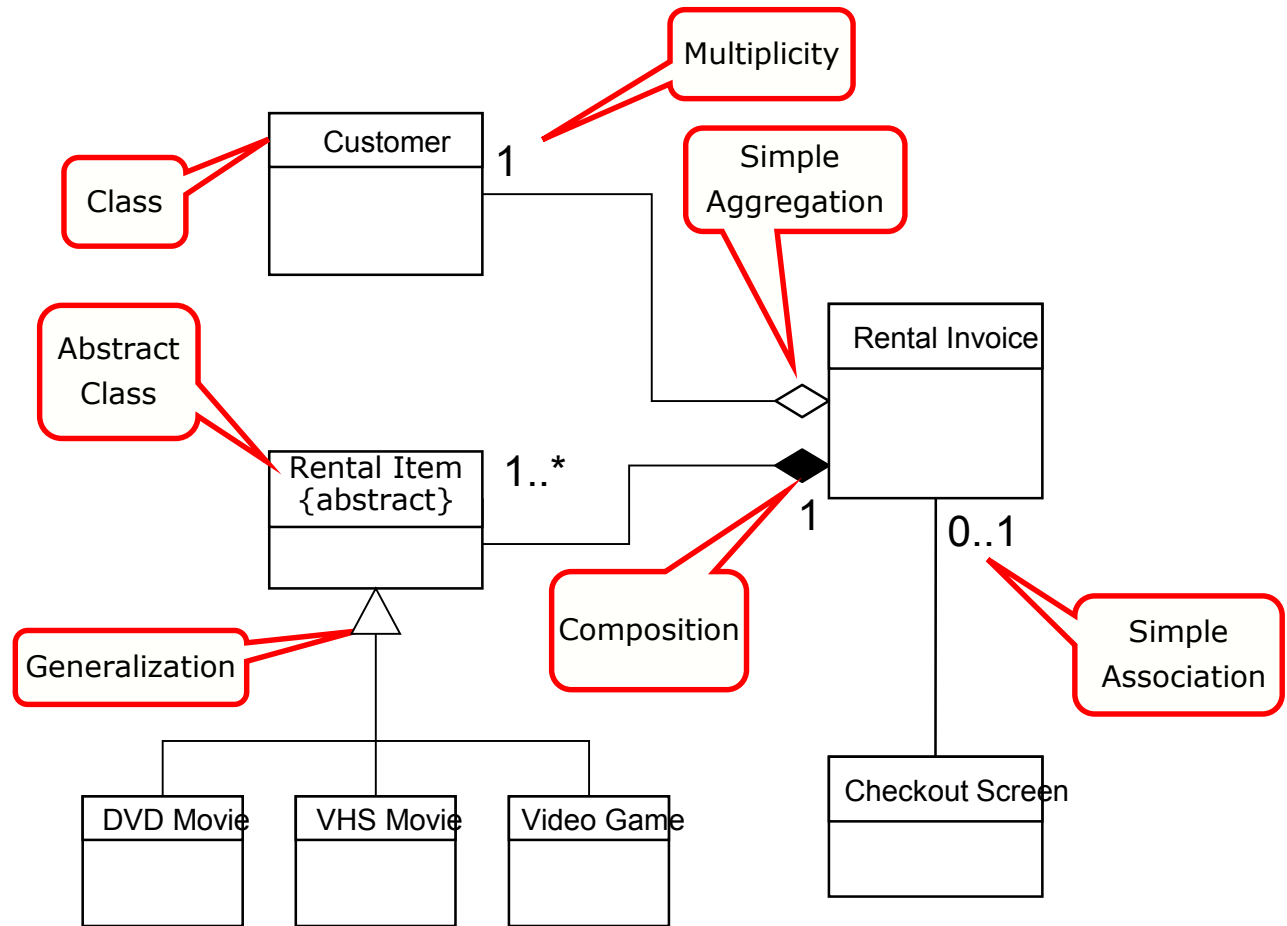 Multiplicity
Customer
1
Simple
Aggregation
Class
Abstract
Class
Rental Invoice
Rental Item
{abstract}
1..*
1
0..1
Composition
Simple
Association
Generalization
DVD Movie
VHS Movie
Video Game
Checkout Screen